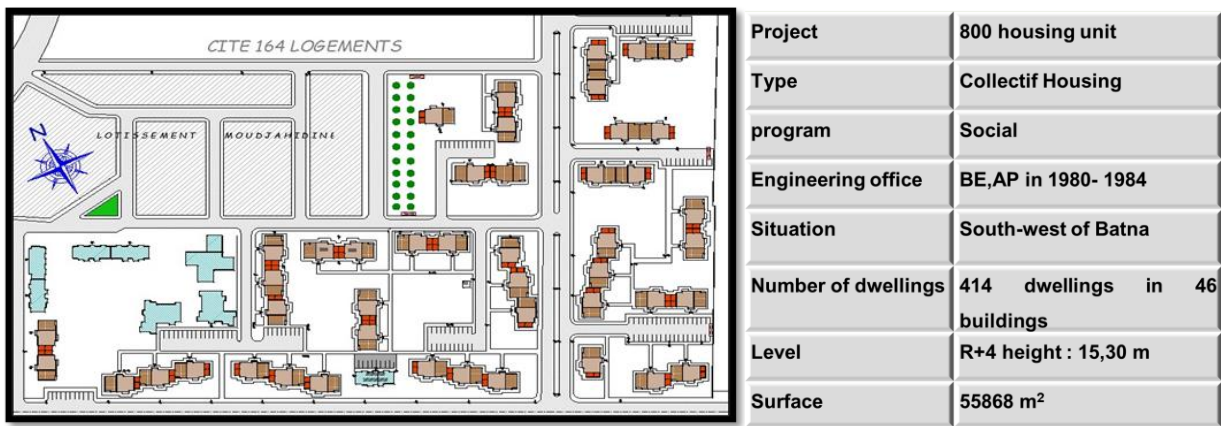 CITE 164 LOGEMENTS
LOTISSEMENT MOUDJAHIDINE
N
Project 800 housing unit
Type Collectif Housing
program Social
Engineering office BE,AP in 1980- 1984
Situation South-west of Batna
Number of dwellings 414 dwellings in 46
buildings
Level R+4 height : 15,30 m
Surface 55868 m²